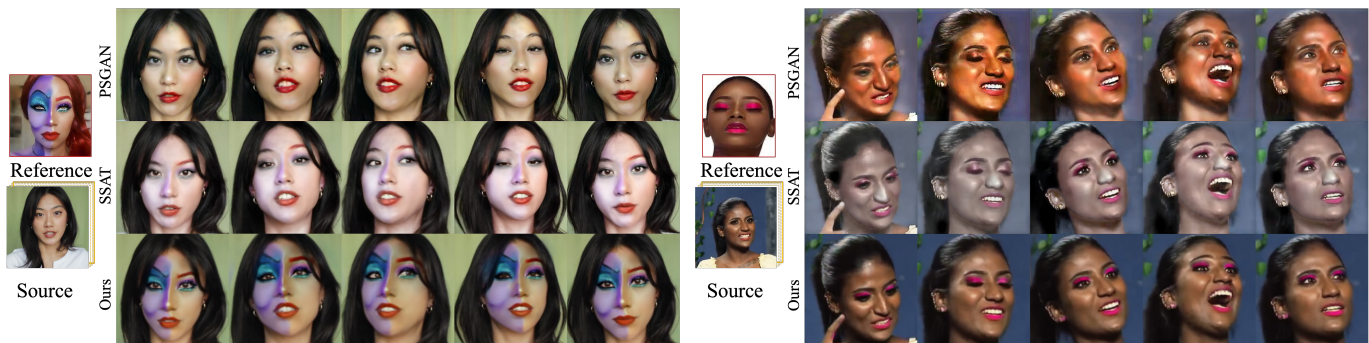 PSGAN
Reference
SSAT
Source
Ours
PSGAN
Reference
SSAT
Source
Ours